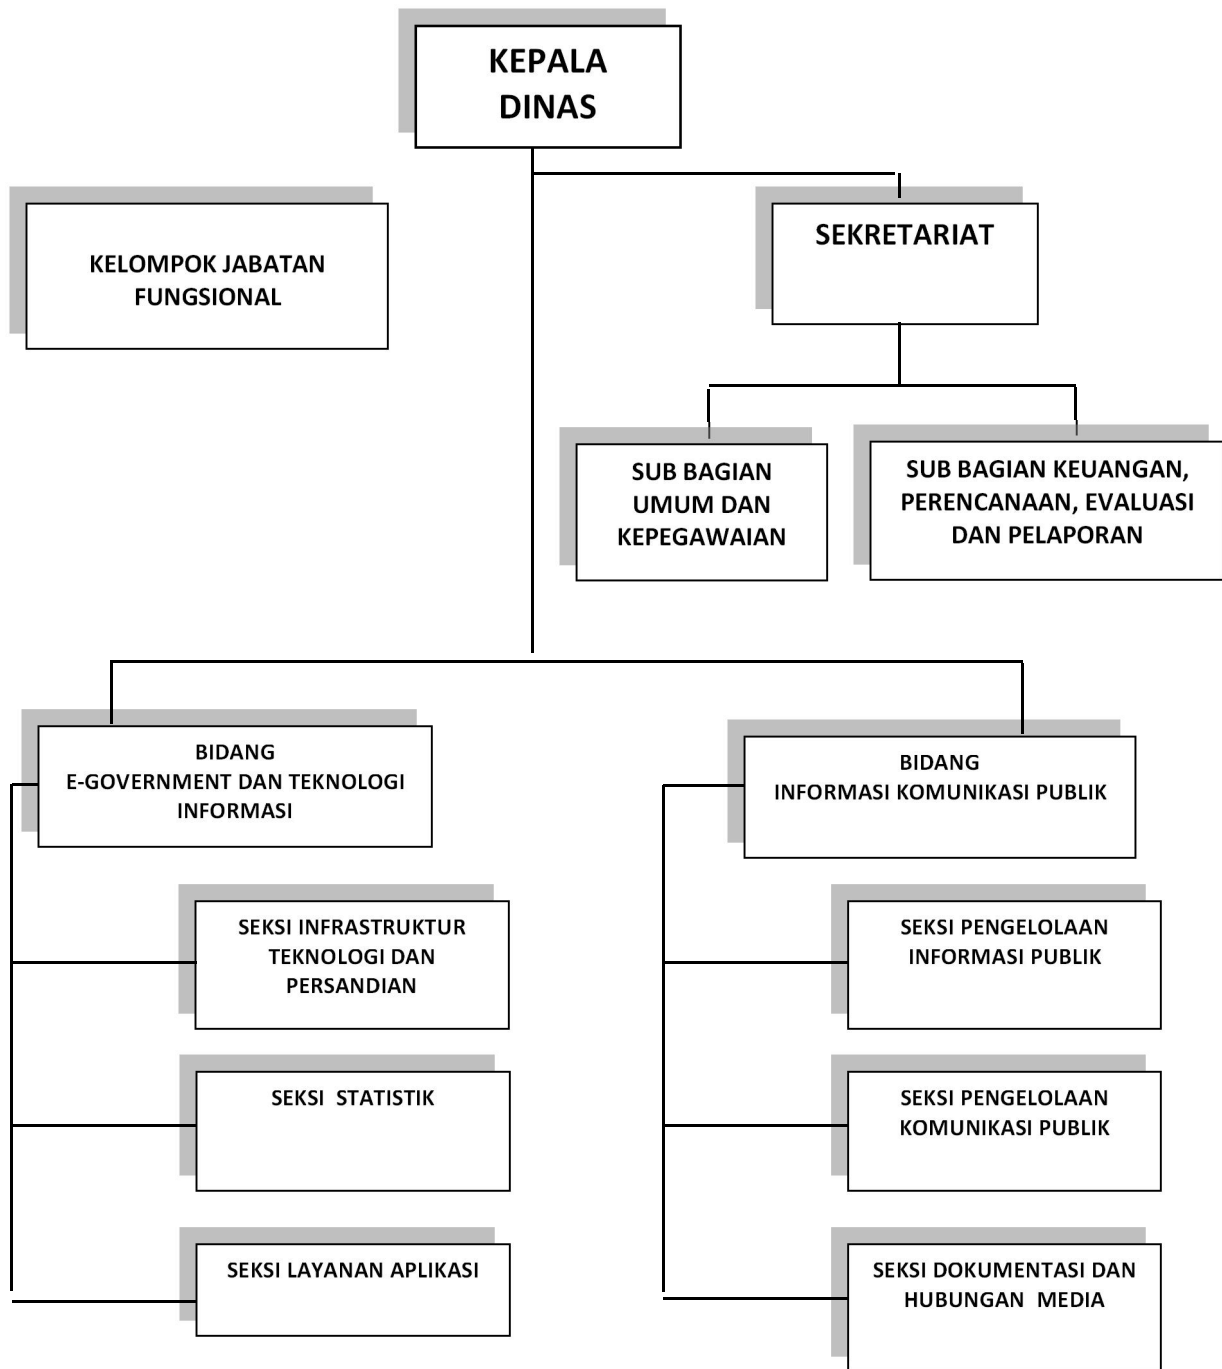 KEPALA
DINAS
SEKRETARIAT
KELOMPOK JABATAN
FUNGSIONAL
SUB BAGIAN
UMUM DAN
KEPEGAWAIAN
SUB BAGIAN KEUANGAN,
PERENCANAAN, EVALUASI
DAN PELAPORAN
BIDANG
E-GOVERNMENT DAN TEKNOLOGI
INFORMASI
BIDANG
INFORMASI KOMUNIKASI PUBLIK
SEKSI INFRASTRUKTUR
TEKNOLOGI DAN
PERSANDIAN
SEKSI PENGELOLAAN
INFORMASI PUBLIK
SEKSI STATISTIK
SEKSI PENGELOLAAN
KOMUNIKASI PUBLIK
SEKSI LAYANAN APLIKASI
SEKSI DOKUMENTASI DAN
HUBUNGAN MEDIA